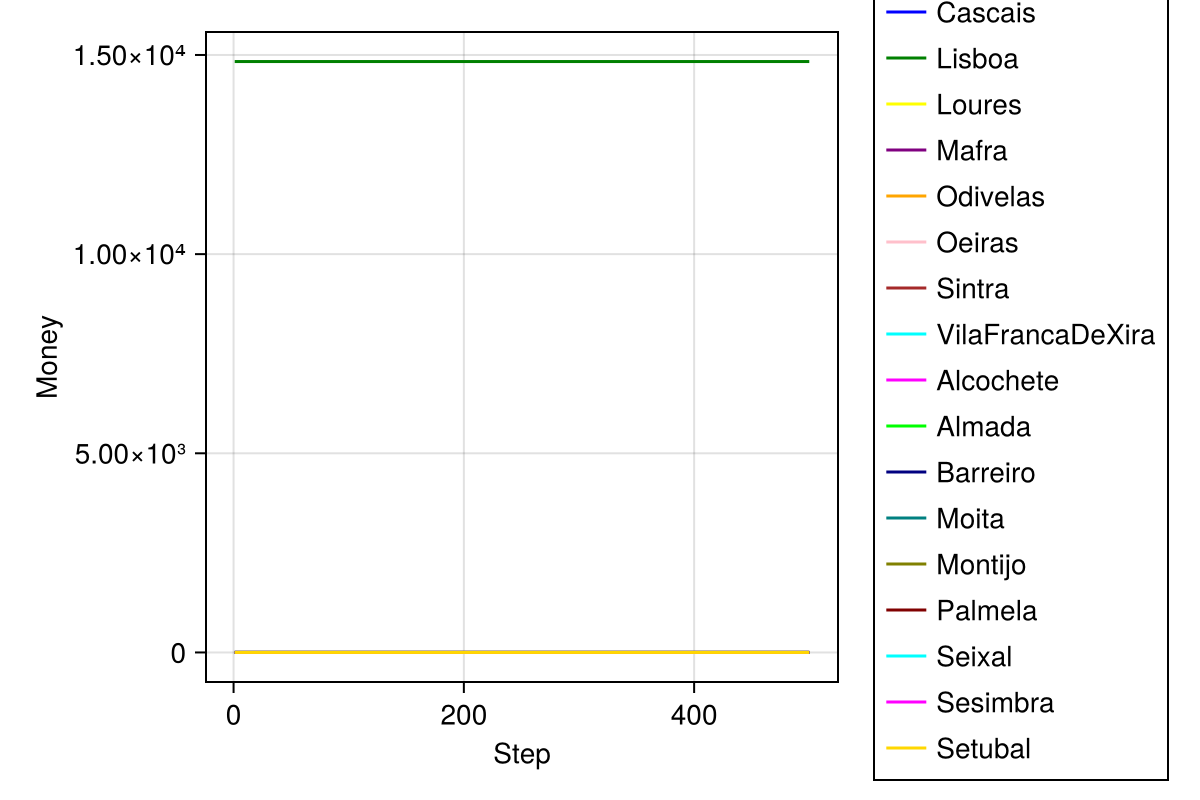 1.50×10⁴
1.00×10⁴
5.00×10³
0
Money
0
200
400
Step
Cascais
Lisboa
Loures
Mafra
Odivelas
Oeiras
Sintra
VilaFrancaDeXira
Alcochete
Almada
Barreiro
Moita
Montijo
Palmela
Seixal
Sesimbra
Setubal